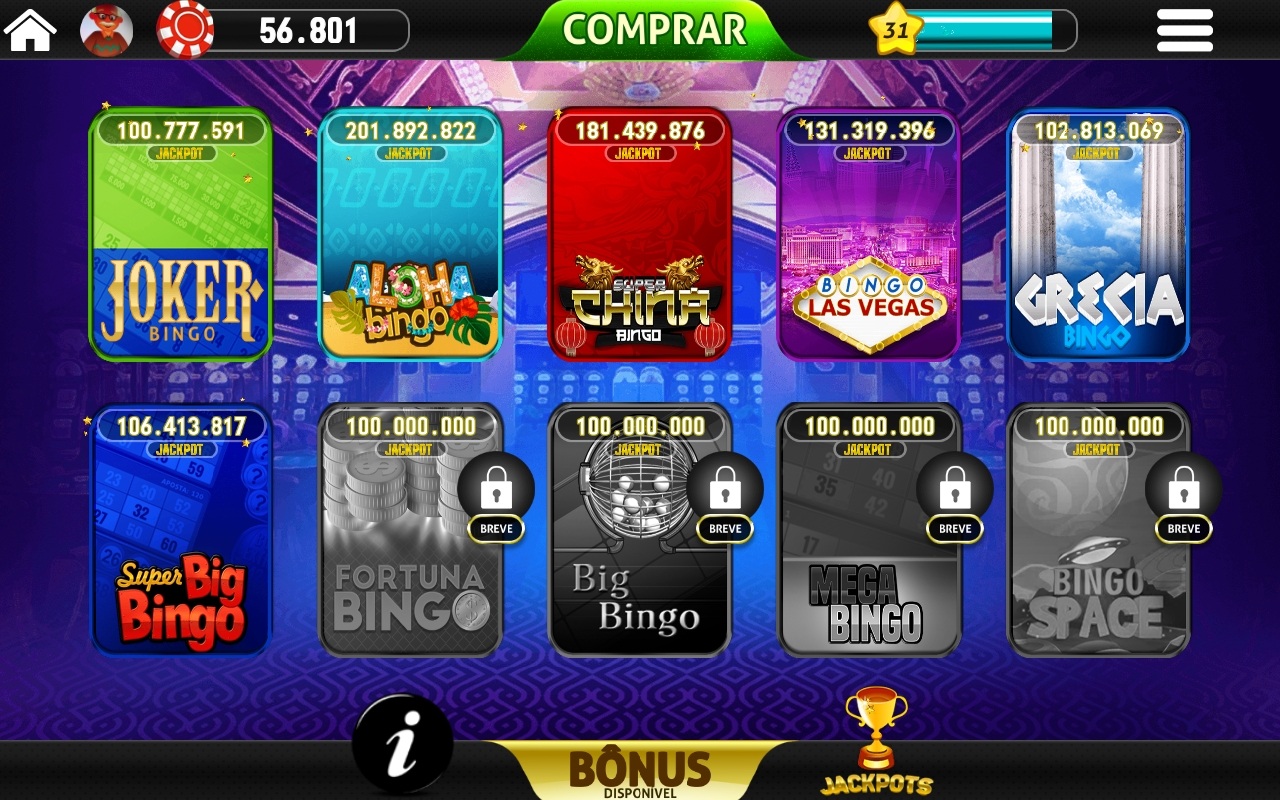 56.801
COMPRAR
31
100.777.591
JACKPOT
JOKER
BINGO
201.892.822
JACKPOT
ALOHA
bingo
181.439.876
JACKPOT
SUPER
CHINA
BINGO
131.319.396
JACKPOT
BINGO
LAS VEGAS
102.813.069
JACKPOT
GRECIA
BINGO
106.413.817
JACKPOT
Super Big
Bingo
100.000.000
JACKPOT
BREVE
FORTUNA
BINGO
100.000.000
JACKPOT
BREVE
Big
Bingo
100.000.000
JACKPOT
BREVE
MEGA
BINGO
100.000.000
JACKPOT
BREVE
BINGO
SPACE
i
BÔNUS
DISPONÍVEL
JACKPOTS